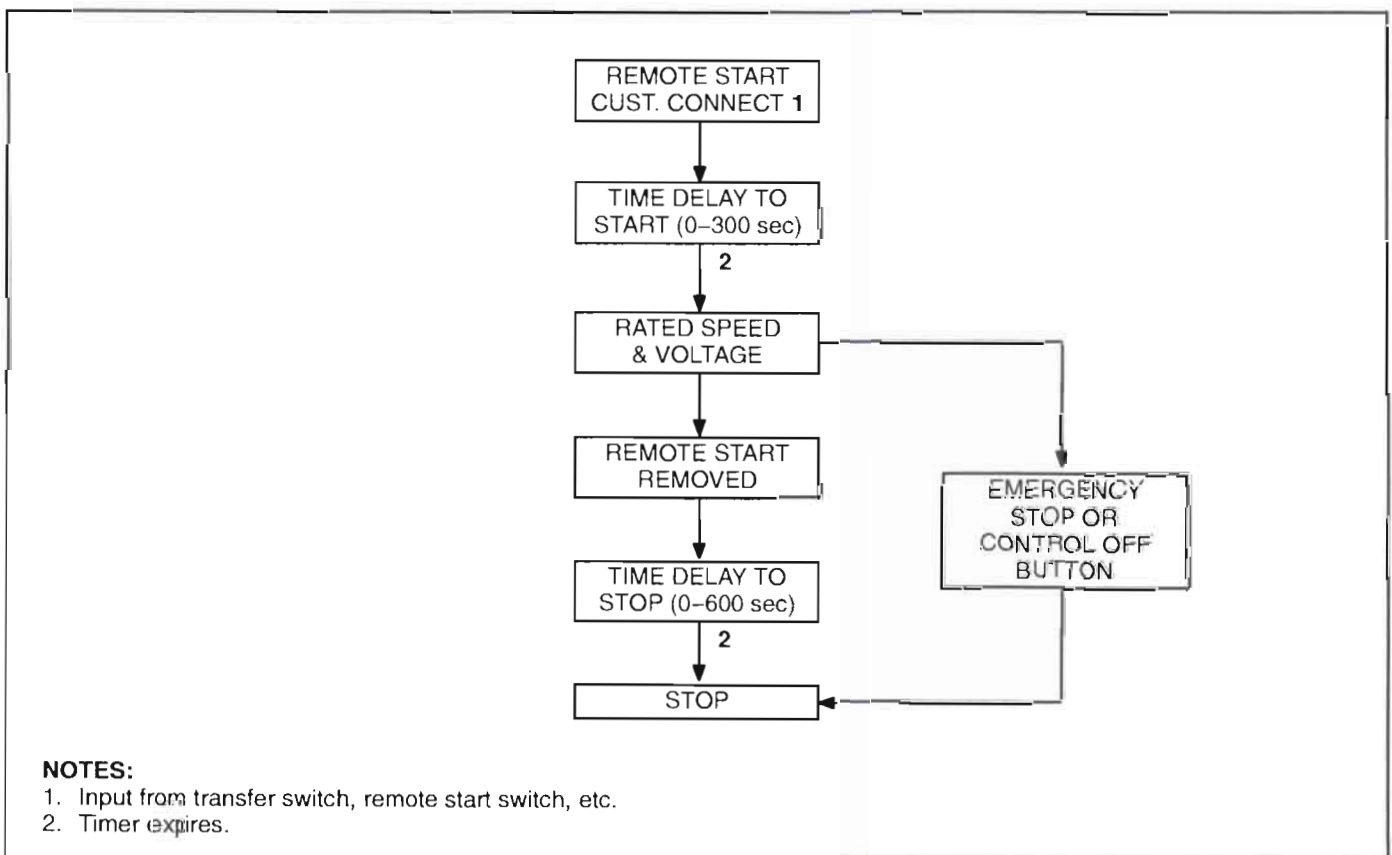 REMOTE START
CUST. CONNECT 1
TIME DELAY TO
START (0–300 sec)
2
RATED SPEED
& VOLTAGE
REMOTE START
REMOVED
EMERGENCY
STOP OR
CONTROL OFF
BUTTON
TIME DELAY TO
STOP (0–600 sec)
2
STOP
NOTES:
1. Input from transfer switch, remote start switch, etc.
2. Timer expires.